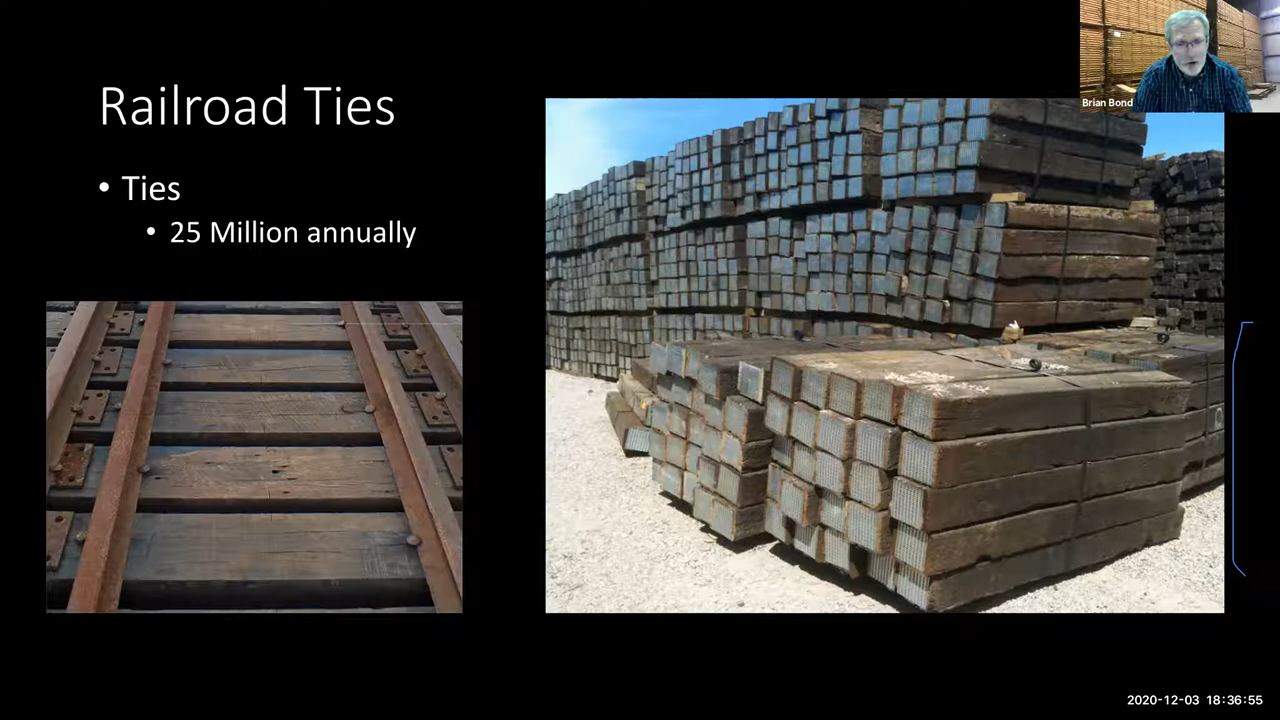 Railroad Ties
• Ties
• 25 Million annually
Brian Bond
2020-12-03 18:36:55